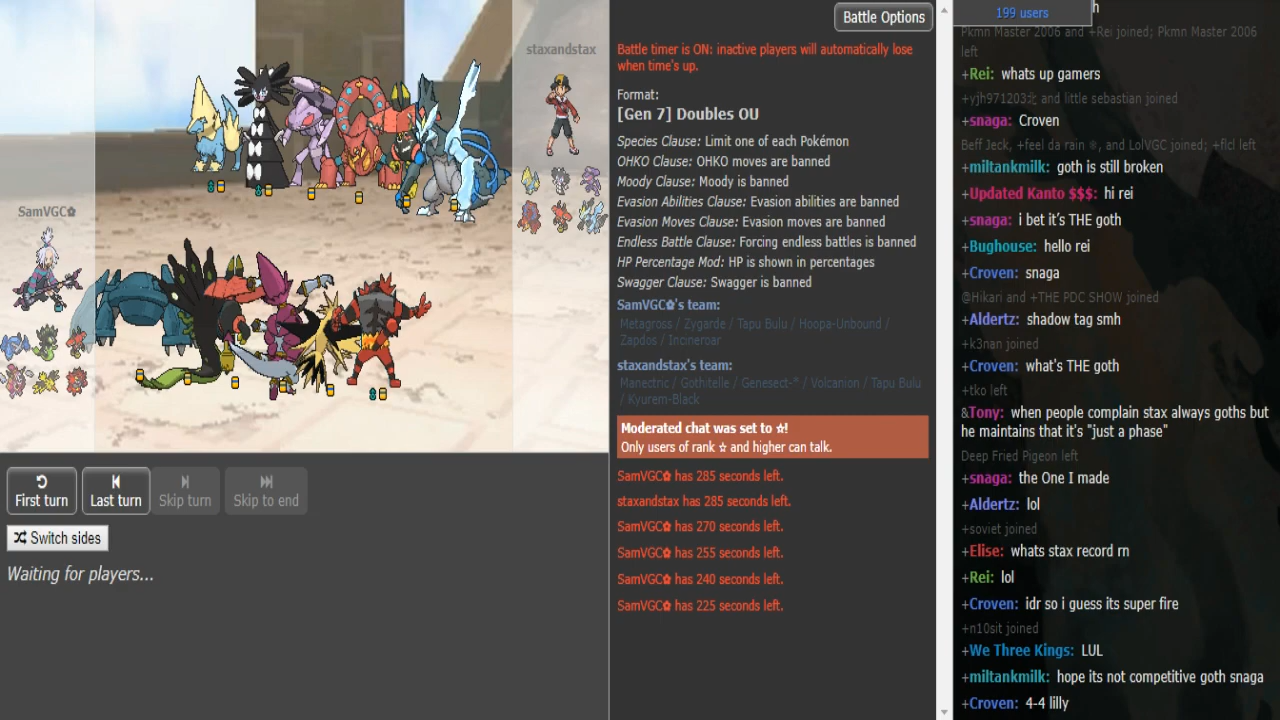 staxandstax
SamVGC✿
First turn
Last turn
Skip turn
Skip to end
Switch sides
Waiting for players...
Battle Options
Battle timer is ON: inactive players will automatically lose
when time's up.
Format:
[Gen 7] Doubles OU
Species Clause: Limit one of each Pokémon
OHKO Clause: OHKO moves are banned
Moody Clause: Moody is banned
Evasion Abilities Clause: Evasion abilities are banned
Evasion Moves Clause: Evasion moves are banned
Endless Battle Clause: Forcing endless battles is banned
HP Percentage Mod: HP is shown in percentages
Swagger Clause: Swagger is banned
SamVGC✿'s team:
Metagross / Zygarde / Tapu Bulu / Hoopa-Unbound /
Zapdos / Incineroar
staxandstax's team:
Manectric / Gothitelle / Genesect-* / Volcanion / Tapu Bulu
/ Kyurem-Black
Moderated chat was set to ☆!
Only users of rank ☆ and higher can talk.
SamVGC✿ has 285 seconds left.
staxandstax has 285 seconds left.
SamVGC✿ has 270 seconds left.
SamVGC✿ has 255 seconds left.
SamVGC✿ has 240 seconds left.
SamVGC✿ has 225 seconds left.
199 users
Pkmn Master 2006 and +Rei joined; Pkmn Master 2006
left
+Rei: whats up gamers
and little sebastian joined
+snaga: Croven
Beff Jeck, +feel da rain ®, and LolVGC joined; +flcl left
+miltankmilk: goth is still broken
+Updated Kanto $$$: hi rei
+snaga: i bet it's THE goth
+Bughouse: hello rei
+Croven: snaga
@Hikari and +THE PDC SHOW joined
+Aldertz: shadow tag smh
+k3nan joined
+Croven: what's THE goth
+tko left
&Tony: when people complain stax always goths but
he maintains that it's "just a phase"
Deep Fried Pigeon left
+snaga: the One I made
+Aldertz: lol
+soviet joined
+Elise: whats stax record rn
+Rei: lol
+Croven: idr so i guess its super fire
+n10sit joined
+We Three Kings: LUL
+miltankmilk: hope its not competitive goth snaga
+Croven: 4-4 lilly